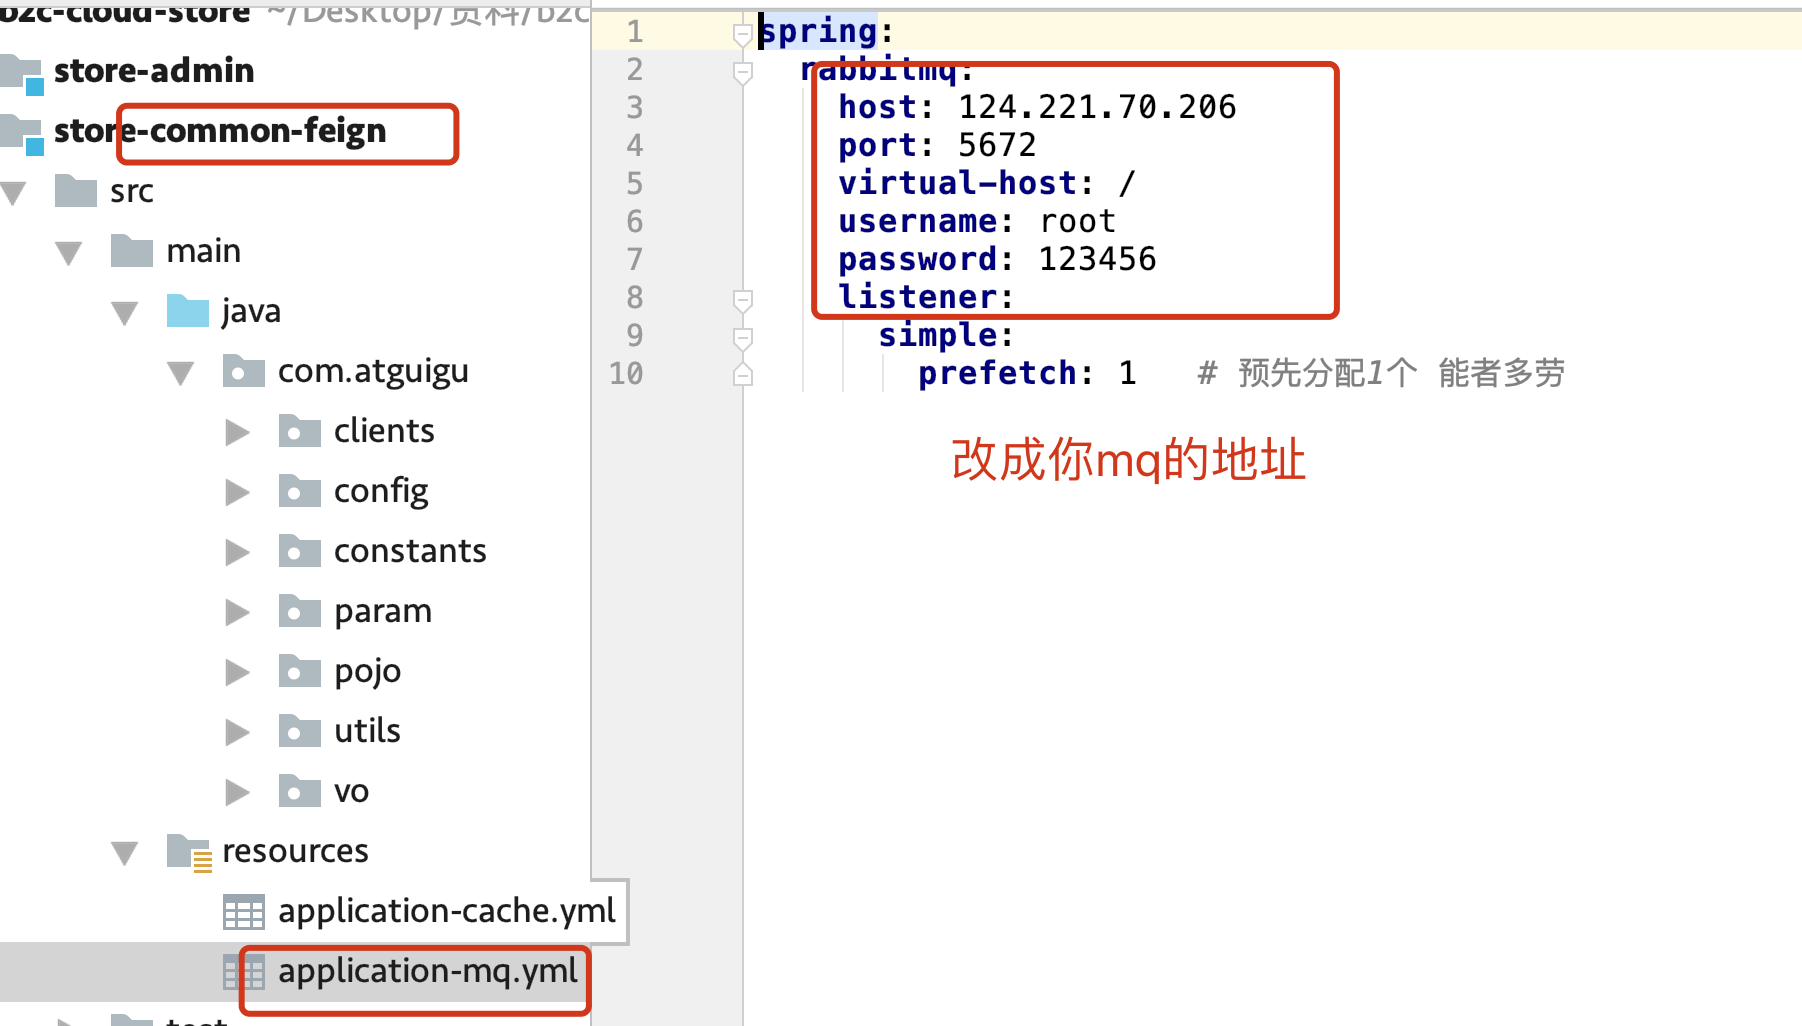 b2c-cloud-store ~/Desktop/资料/b2c
store-admin
store-common-feign
src
main
java
com.atguigu
clients
config
constants
param
pojo
utils
vo
resources
application-cache.yml
application-mq.yml
test
1 spring:
2 rabbitmq:
3 host: 124.221.70.206
4 port: 5672
5 virtual-host: /
6 username: root
7 password: 123456
8 listener:
9 simple:
10 prefetch: 1 # 预先分配1个 能者多劳
改成你mq的地址